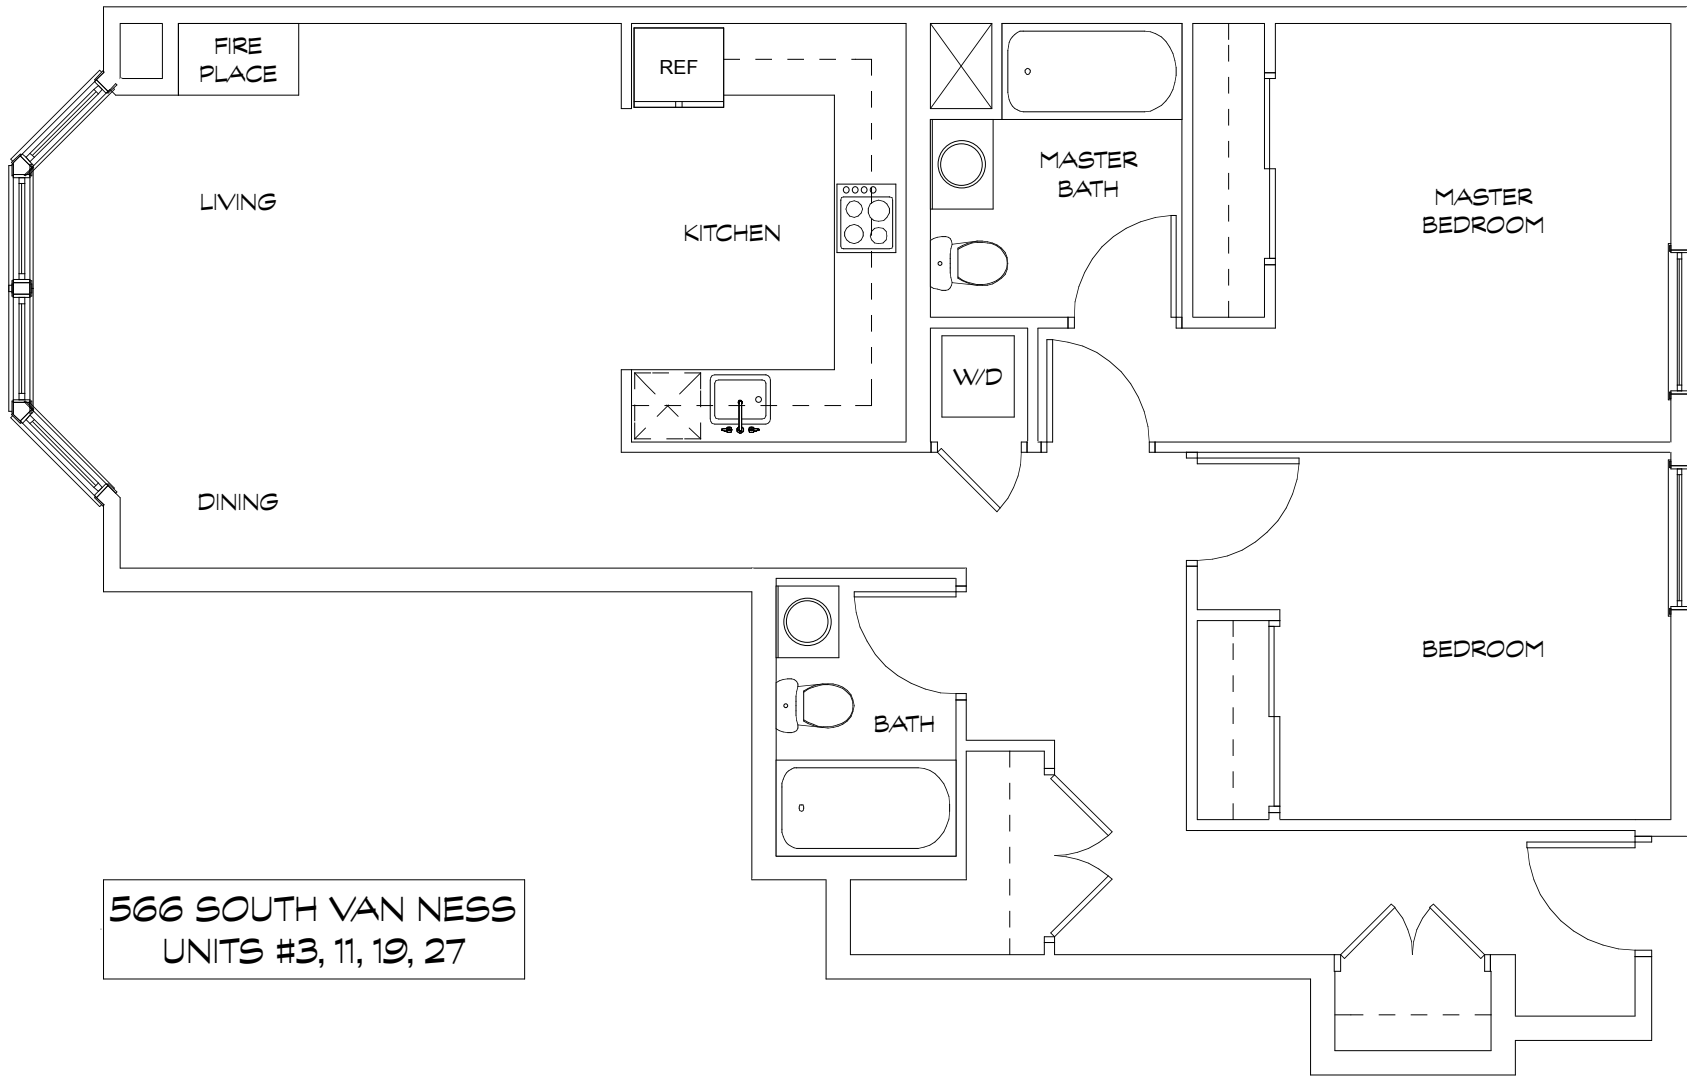 FIRE
PLACE
REF
LIVING
KITCHEN
MASTER
BATH
MASTER
BEDROOM
W/D
DINING
BEDROOM
BATH
566 SOUTH VAN NESS
UNITS #3, 11, 19, 27